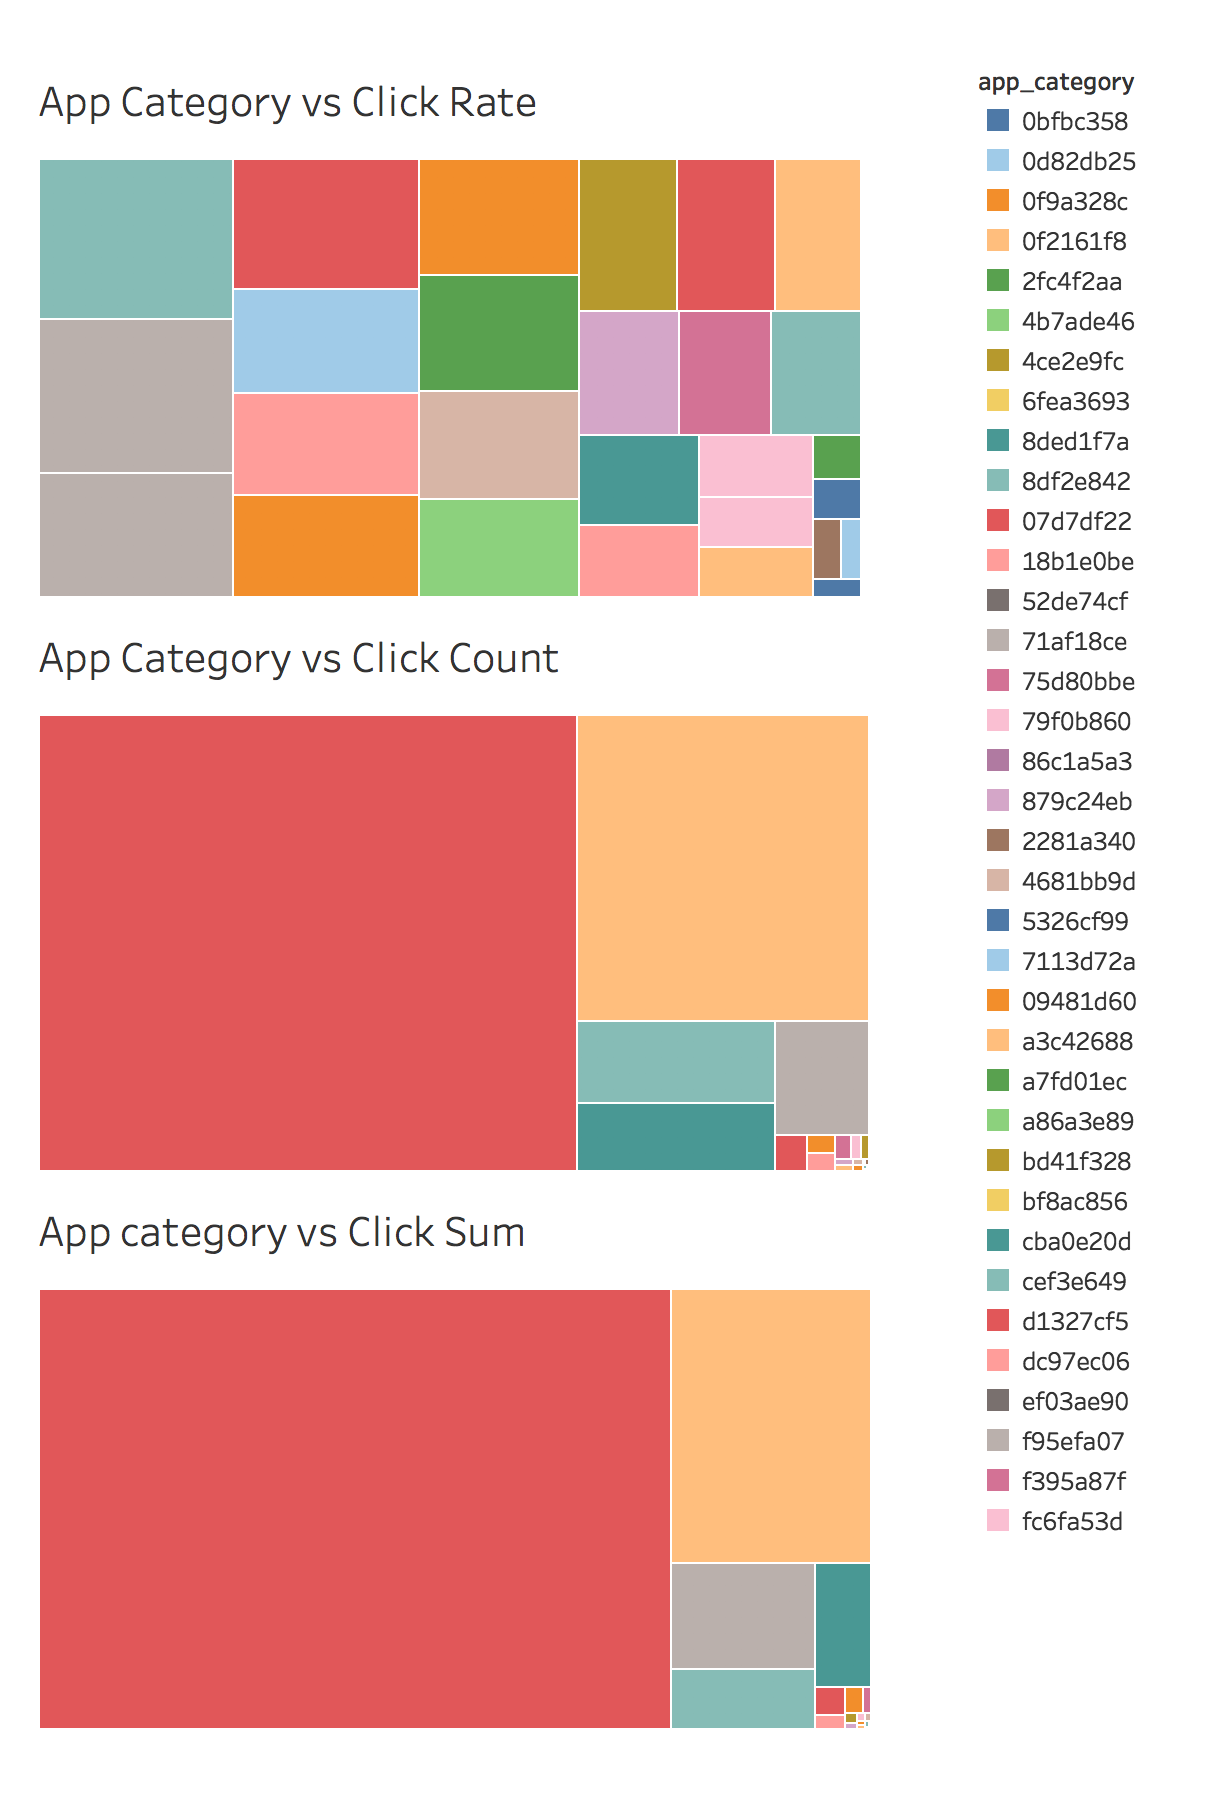 App Category vs Click Rate
App Category vs Click Count
App category vs Click Sum
app_category
0bfbc358
0d82db25
0f9a328c
0f2161f8
2fc4f2aa
4b7ade46
4ce2e9fc
6fea3693
8ded1f7a
8df2e842
07d7df22
18b1e0be
52de74cf
71af18ce
75d80bbe
79f0b860
86c1a5a3
879c24eb
2281a340
4681bb9d
5326cf99
7113d72a
09481d60
a3c42688
a7fd01ec
a86a3e89
bd41f328
bf8ac856
cba0e20d
cef3e649
d1327cf5
dc97ec06
ef03ae90
f95efa07
f395a87f
fc6fa53d